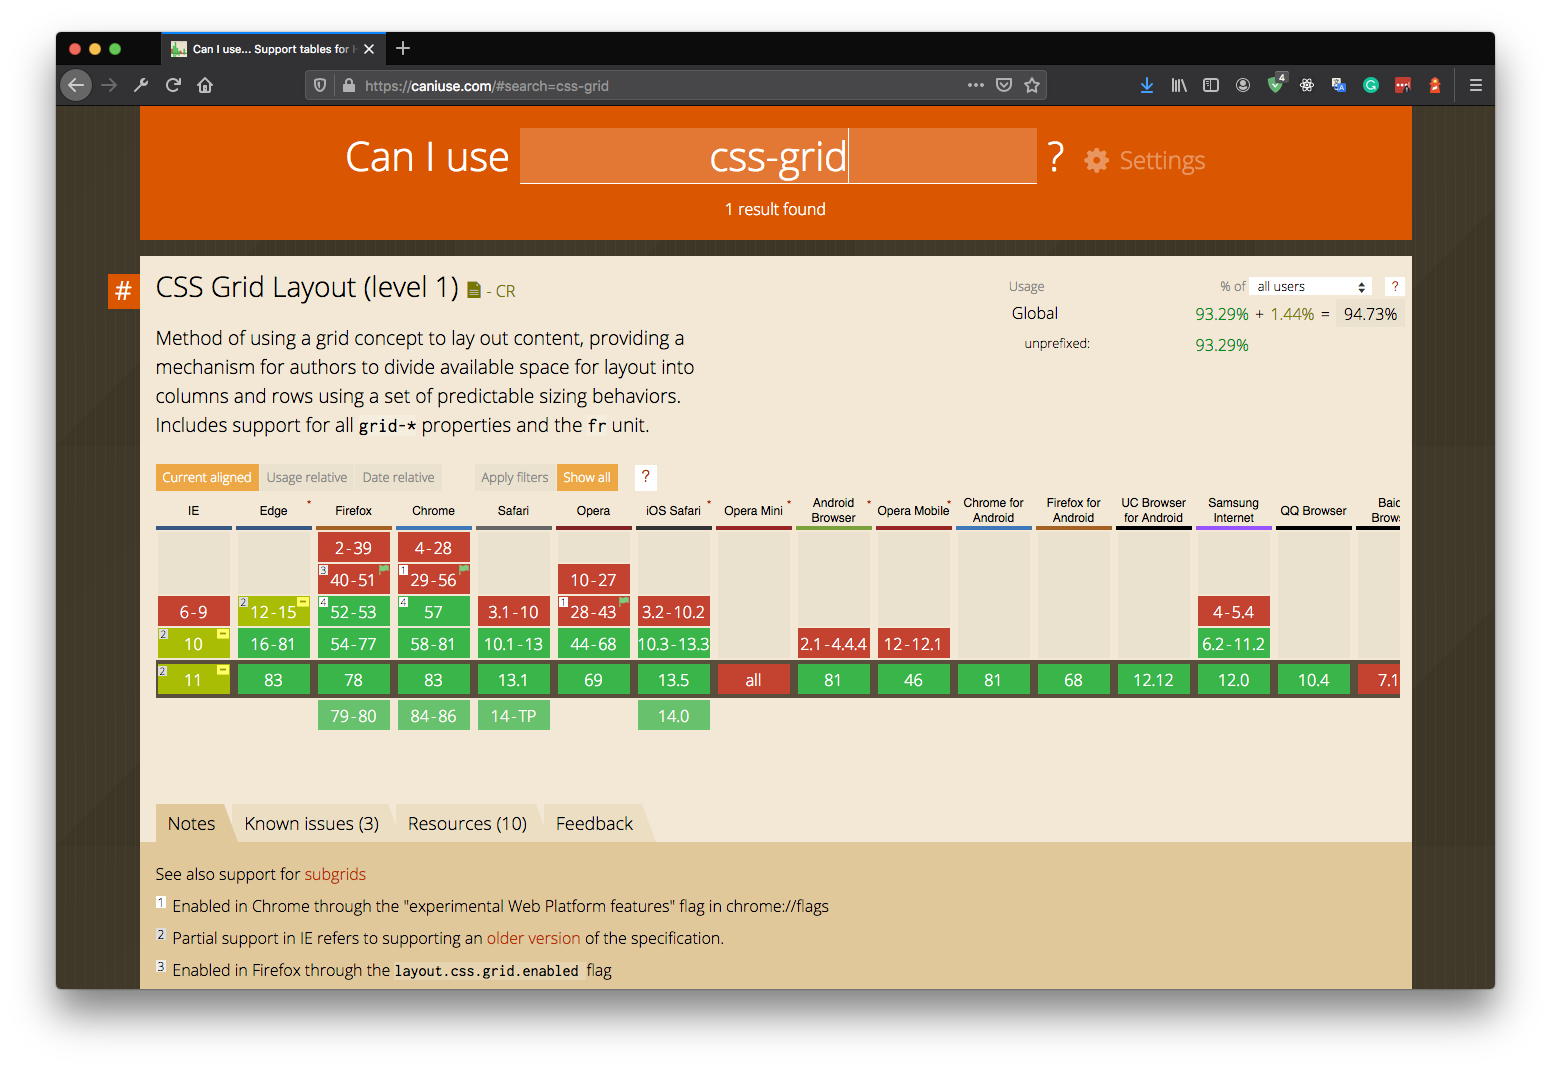 Can I use... Support tables for
https://caniuse.com/#search=css-grid
4
Can I use css-grid ? Settings
1 result found
#
CSS Grid Layout (level 1) - CR
Usage % of all users ?
Global 93.29% + 1.44% = 94.73%
unprefixed: 93.29%
Method of using a grid concept to lay out content, providing a
mechanism for authors to divide available space for layout into
columns and rows using a set of predictable sizing behaviors.
Includes support for all grid-* properties and the fr unit.
Current aligned Usage relative Date relative Apply filters Show all ?
IE Edge * Firefox Chrome Safari Opera iOS Safari * Opera Mini * Android Browser * Opera Mobile * Chrome for Android Firefox for Android UC Browser for Android Samsung Internet QQ Browser
2-39 4-28
3 40-51 1 29-56 10-27
6-9 2 12-15 4 52-53 4 57 3.1-10 1 28-43 3.2-10.2 4-5.4
2 10 16-81 54-77 58-81 10.1-13 44-68 10.3-13.3 2.1-4.4.4 12-12.1 6.2-11.2
2 11 83 78 83 13.1 69 13.5 all 81 46 81 68 12.12 12.0 10.4 7.1
79-80 84-86 14-TP 14.0
Notes Known issues (3) Resources (10) Feedback
See also support for subgrids
1 Enabled in Chrome through the "experimental Web Platform features" flag in chrome://flags
2 Partial support in IE refers to supporting an older version of the specification.
3 Enabled in Firefox through the layout.css.grid.enabled flag